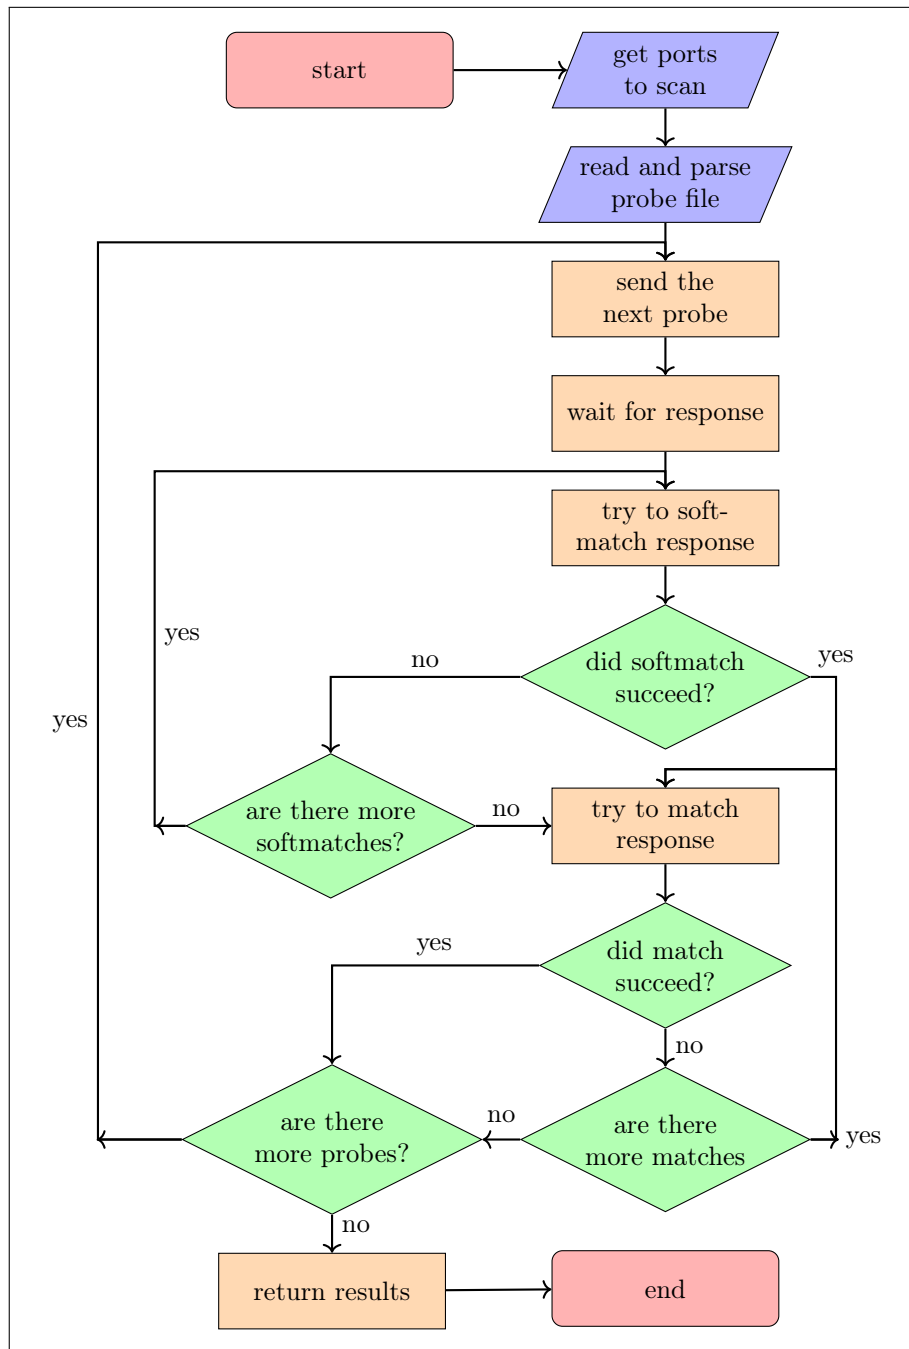 start
get ports
to scan
read and parse
probe file
send the
next probe
wait for response
try to soft-
match response
did softmatch
succeed?
yes
no
yes
are there more
softmatches?
no
try to match
response
yes
did match
succeed?
yes
no
are there
more probes?
no
are there
more matches
yes
no
return results
end